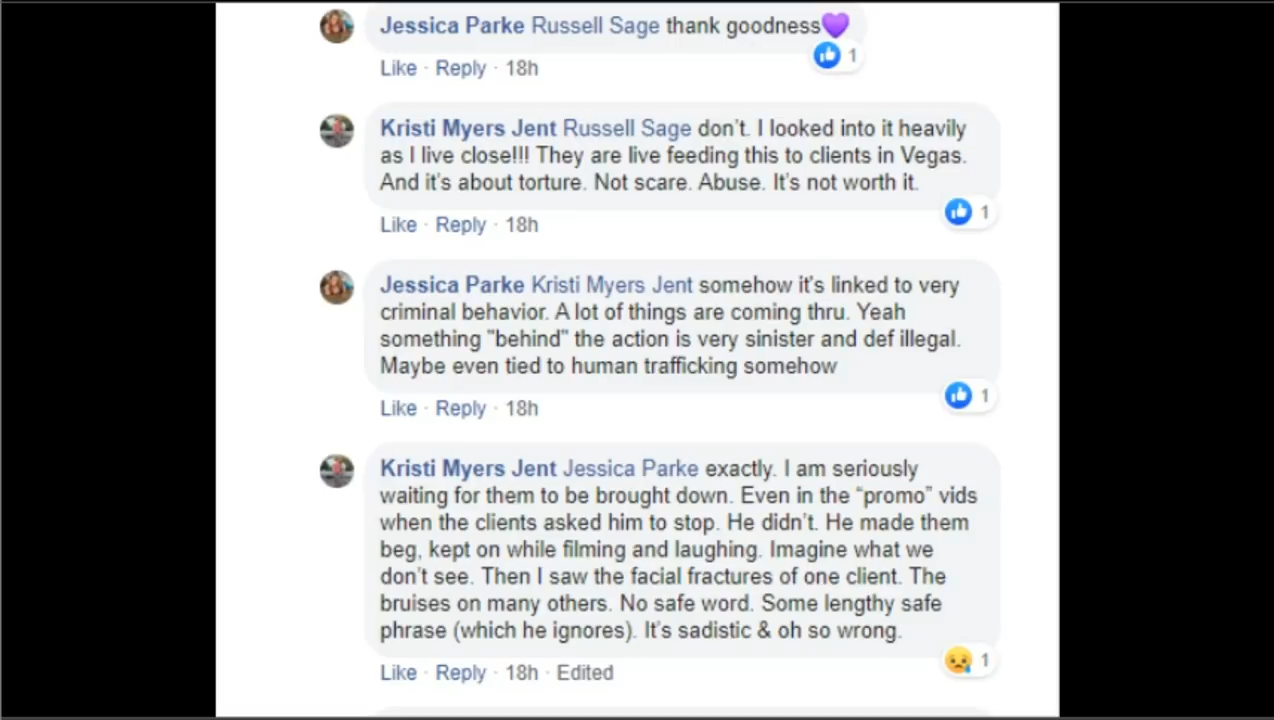 Jessica Parke Russell Sage thank goodness💜
1
Like · Reply · 18h
Kristi Myers Jent Russell Sage don't. I looked into it heavily
as I live close!!! They are live feeding this to clients in Vegas.
And it's about torture. Not scare. Abuse. It's not worth it.
1
Like · Reply · 18h
Jessica Parke Kristi Myers Jent somehow it's linked to very
criminal behavior. A lot of things are coming thru. Yeah
something "behind" the action is very sinister and def illegal.
Maybe even tied to human trafficking somehow
1
Like · Reply · 18h
Kristi Myers Jent Jessica Parke exactly. I am seriously
waiting for them to be brought down. Even in the “promo” vids
when the clients asked him to stop. He didn't. He made them
beg, kept on while filming and laughing. Imagine what we
don't see. Then I saw the facial fractures of one client. The
bruises on many others. No safe word. Some lengthy safe
phrase (which he ignores). It's sadistic & oh so wrong.
1
Like · Reply · 18h · Edited